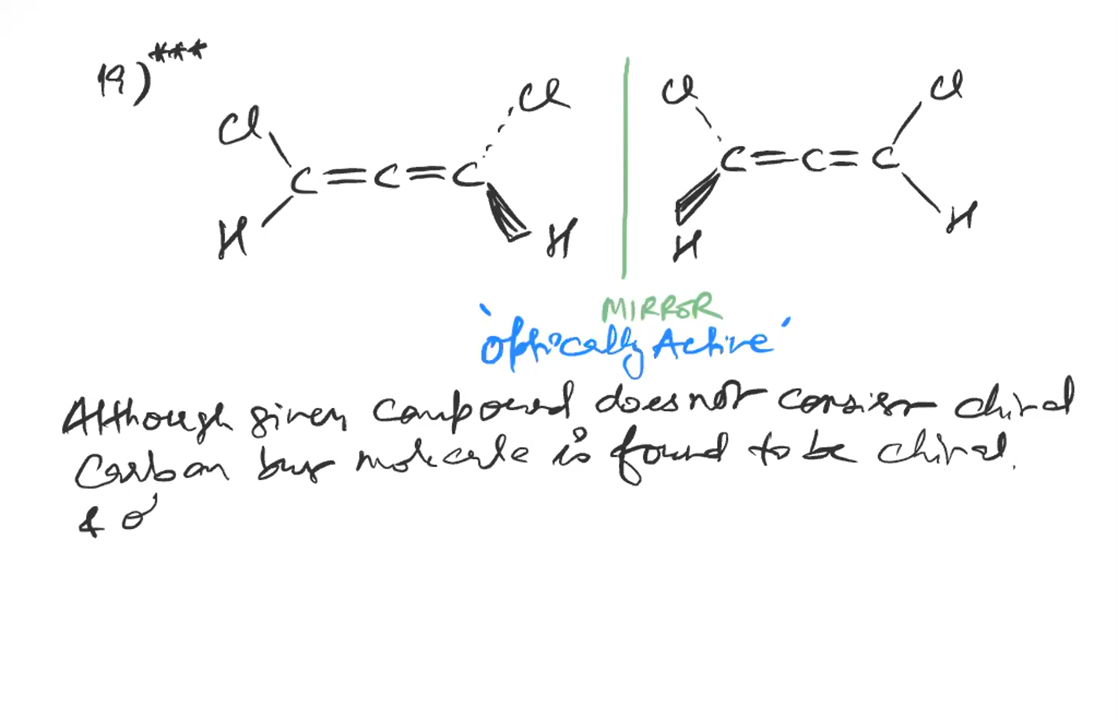 19)***
Cl Cl Cl Cl
C=C=C C=C=C
H H H H
MIRROR
'Optically Active'
Although given compound does not consist chiral
Carbon but molecule is found to be chiral.
& o